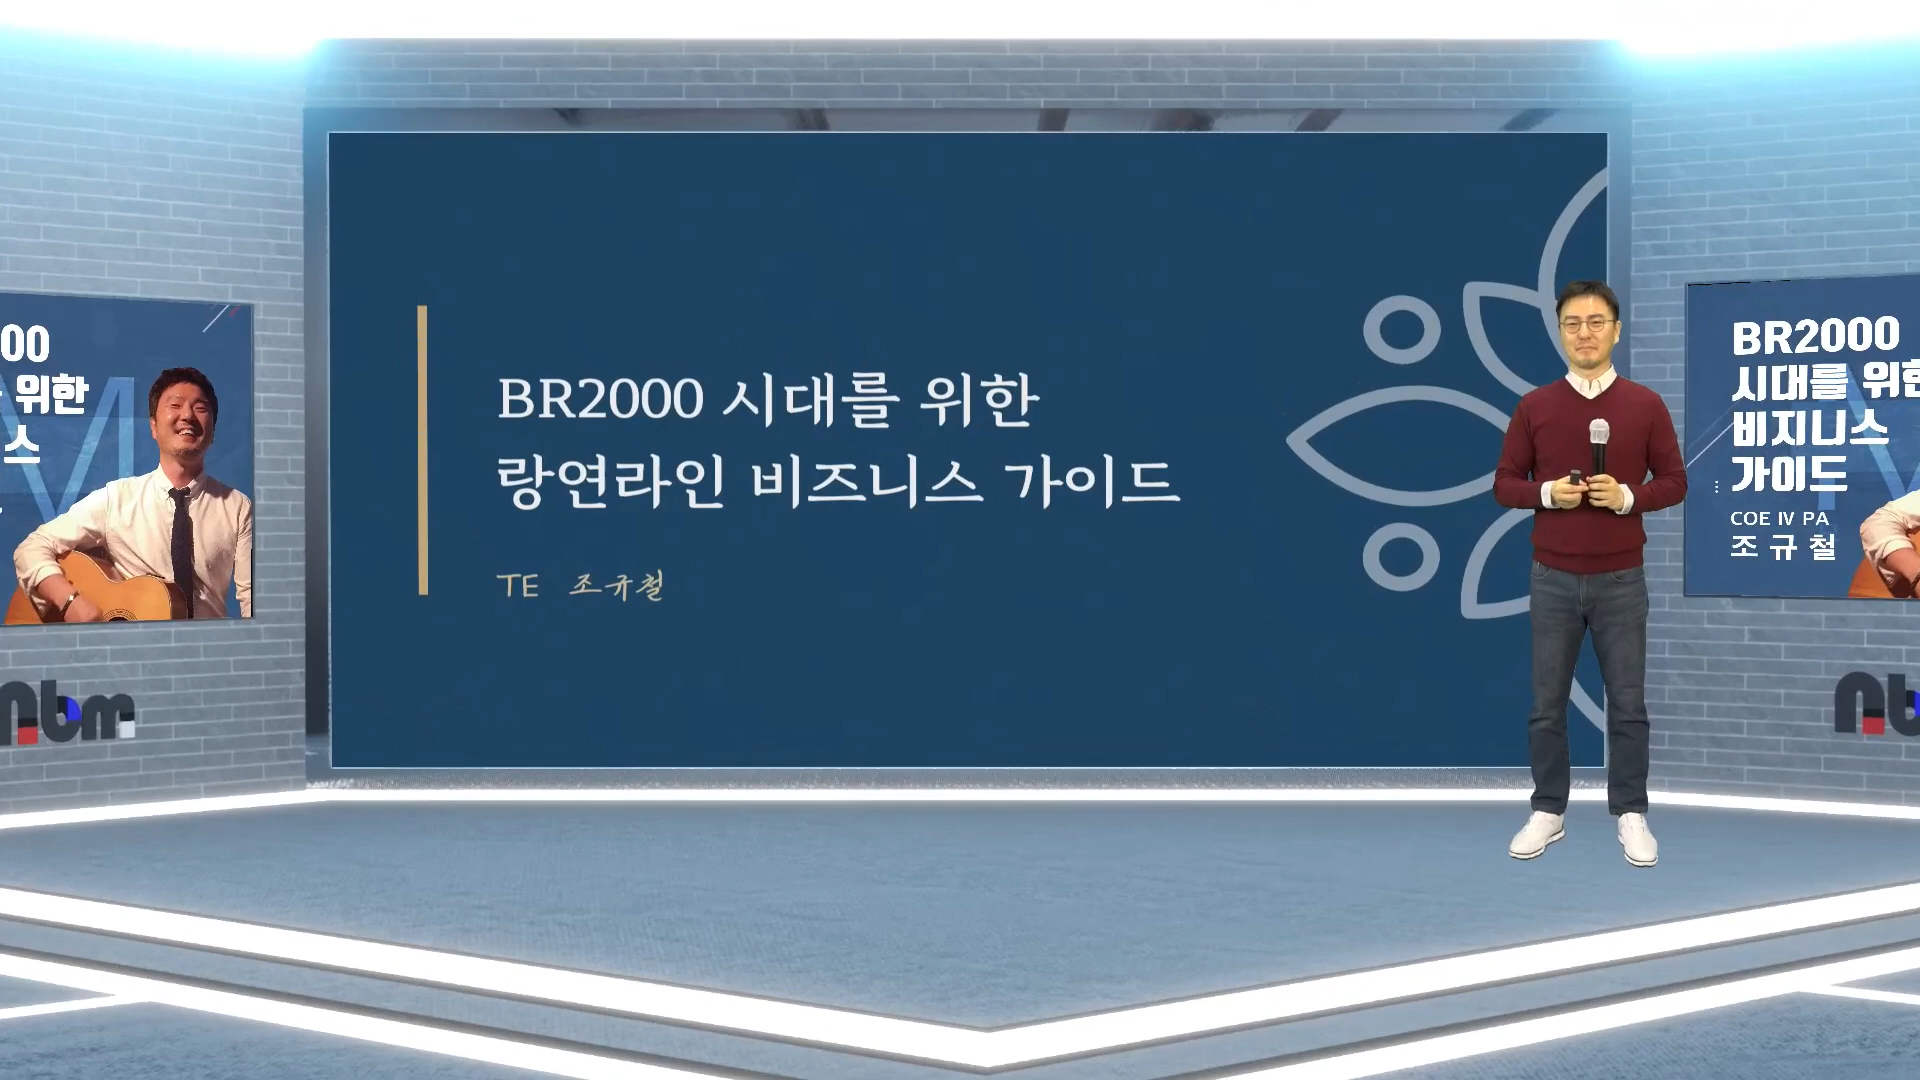 00
위한
스
nbm
BR2000 시대를 위한
랑연라인 비즈니스 가이드
TE 조규철
BR2000
시대를 위한
비지니스
가이드
COE IV PA
조규철
nb